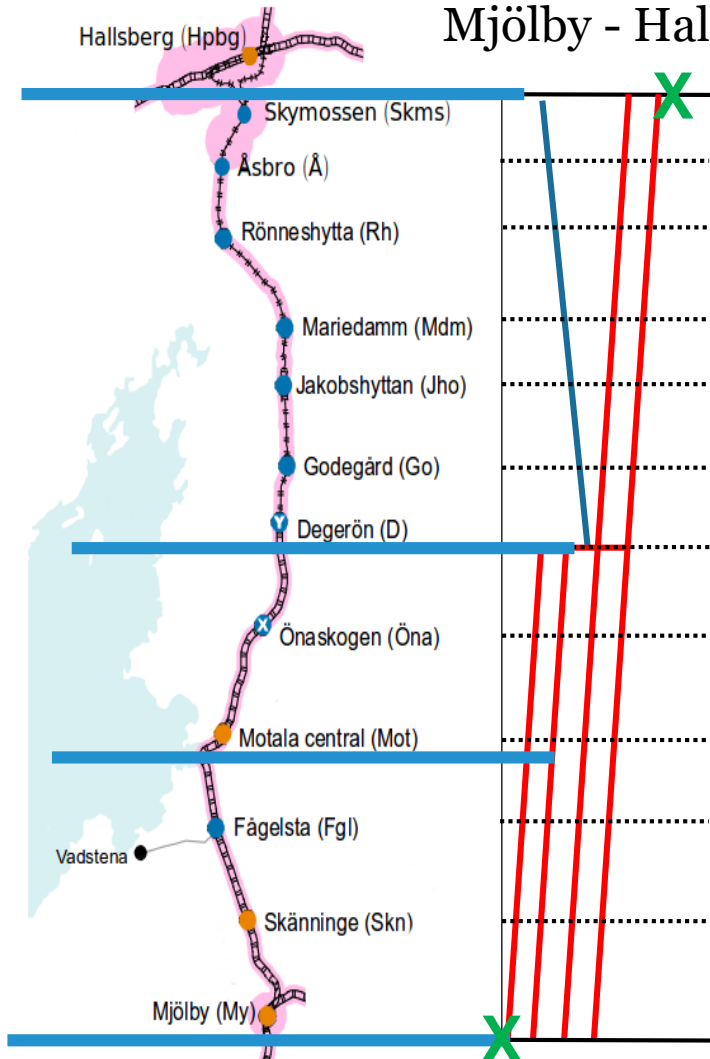 Mjölby - Hal
Hallsberg (Hpbg)
Skymossen (Skms)
Åsbro (Å)
Rönneshytta (Rh)
Mariedamm (Mdm)
Jakobshyttan (Jho)
Godegård (Go)
Y
Degerön (D)
X
Önaskogen (Öna)
Motala central (Mot)
Fågelsta (Fgl)
Vadstena
Skänninge (Skn)
Mjölby (My)
X
X